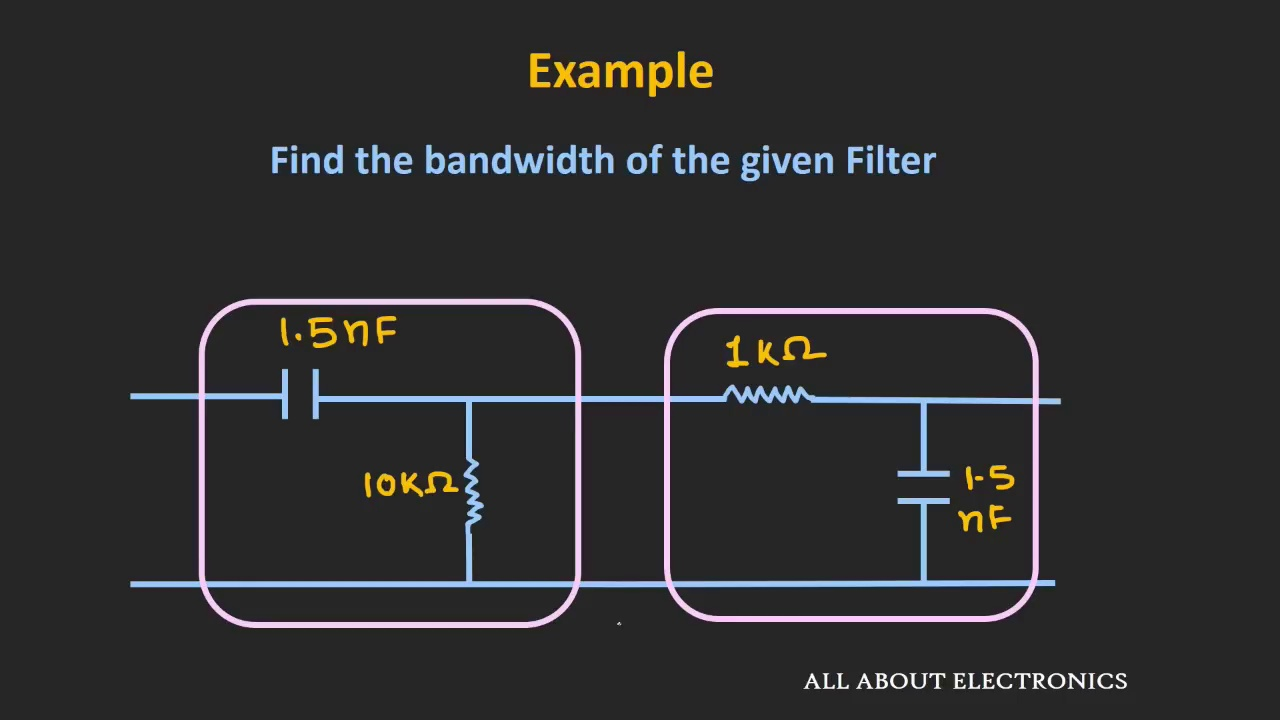 Example
Find the bandwidth of the given Filter
1.5nF
1kΩ
10KΩ
1.5
nF
ALL ABOUT ELECTRONICS